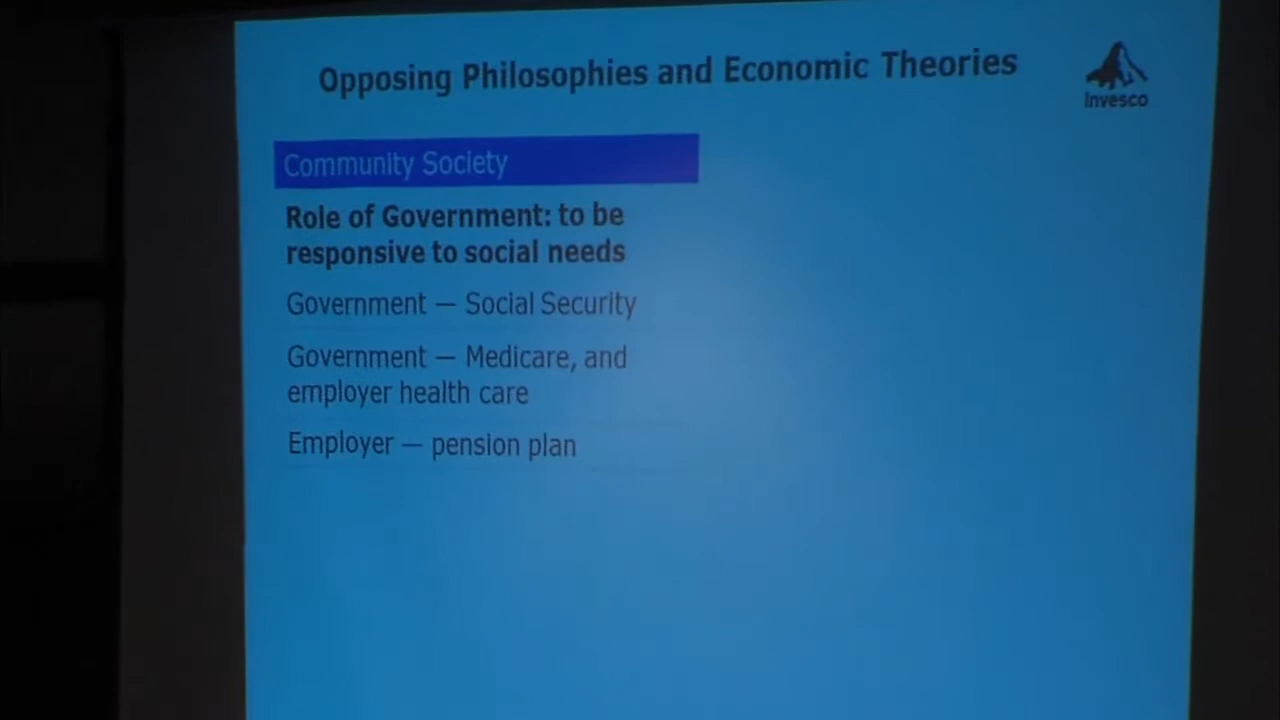 Opposing Philosophies and Economic Theories
Invesco
Community Society
Role of Government: to be
responsive to social needs
Government — Social Security
Government — Medicare, and
employer health care
Employer — pension plan